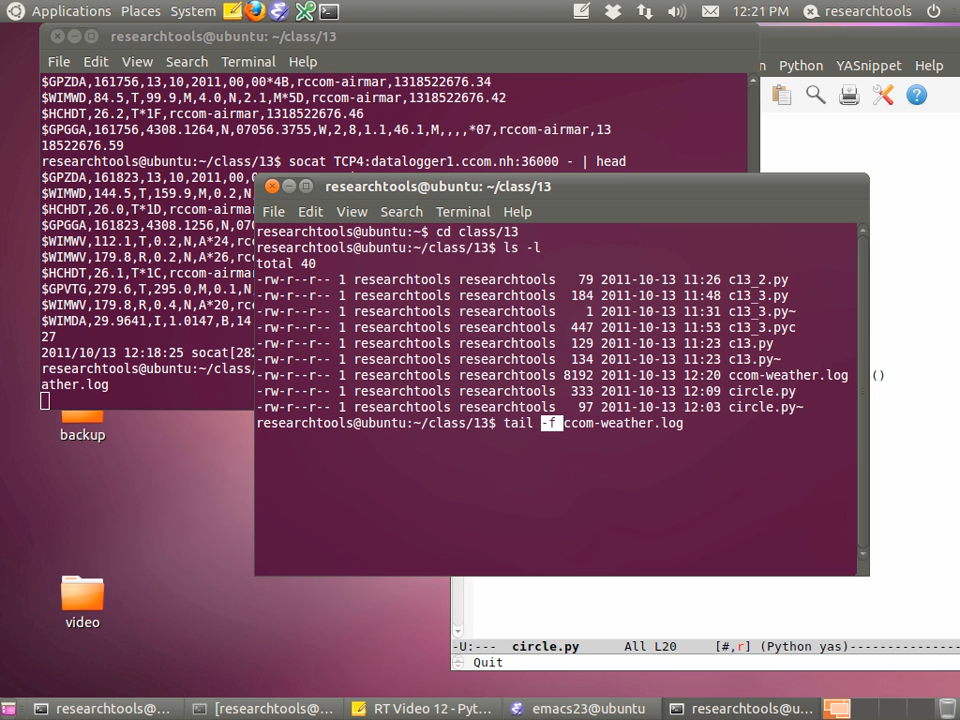 Applications Places System 12:21 PM researchtools
researchtools@ubuntu: ~/class/13
File Edit View Search Terminal Help
$GPZDA,161756,13,10,2011,00,00*4B,rccom-airmar,1318522676.34
$WIMWD,84.5,T,99.9,M,4.0,N,2.1,M*5D,rccom-airmar,1318522676.42
$HCHDT,26.2,T*1F,rccom-airmar,1318522676.46
$GPGGA,161756,4308.1264,N,07056.3755,W,2,8,1.1,46.1,M,,,,*07,rccom-airmar,13
18522676.59
researchtools@ubuntu:~/class/13$ socat TCP4:datalogger1.ccom.nh:36000 - | head
$GPZDA,161823,13,10,2011,00,0
$WIMWD,144.5,T,159.9,M,0.2,N
$HCHDT,26.0,T*1D,rccom-airmar
$GPGGA,161823,4308.1256,N,070
$WIMWV,112.1,T,0.2,N,A*24,rcc
$WIMWV,179.8,R,0.2,N,A*26,rcc
$HCHDT,26.1,T*1C,rccom-airmar
$GPVTG,279.6,T,295.0,M,0.1,N
$WIMWV,179.8,R,0.4,N,A*20,rcc
$WIMDA,29.9641,I,1.0147,B,14
27
2011/10/13 12:18:25 socat[282
researchtools@ubuntu:~/class/
ather.log
n Python YASnippet Help
researchtools@ubuntu: ~/class/13
File Edit View Search Terminal Help
researchtools@ubuntu:~$ cd class/13
researchtools@ubuntu:~/class/13$ ls -l
total 40
-rw-r--r-- 1 researchtools researchtools 79 2011-10-13 11:26 c13_2.py
-rw-r--r-- 1 researchtools researchtools 184 2011-10-13 11:48 c13_3.py
-rw-r--r-- 1 researchtools researchtools 1 2011-10-13 11:31 c13_3.py~
-rw-r--r-- 1 researchtools researchtools 447 2011-10-13 11:53 c13_3.pyc
-rw-r--r-- 1 researchtools researchtools 129 2011-10-13 11:23 c13.py
-rw-r--r-- 1 researchtools researchtools 134 2011-10-13 11:23 c13.py~
-rw-r--r-- 1 researchtools researchtools 8192 2011-10-13 12:20 ccom-weather.log
-rw-r--r-- 1 researchtools researchtools 333 2011-10-13 12:09 circle.py
-rw-r--r-- 1 researchtools researchtools 97 2011-10-13 12:03 circle.py~
researchtools@ubuntu:~/class/13$ tail -f ccom-weather.log
()
backup
video
-U:--- circle.py All L20 [#,r] (Python yas)--------------
Quit
researchtools@... [researchtools@... RT Video 12 - Pyt... emacs23@ubuntu researchtools@u...